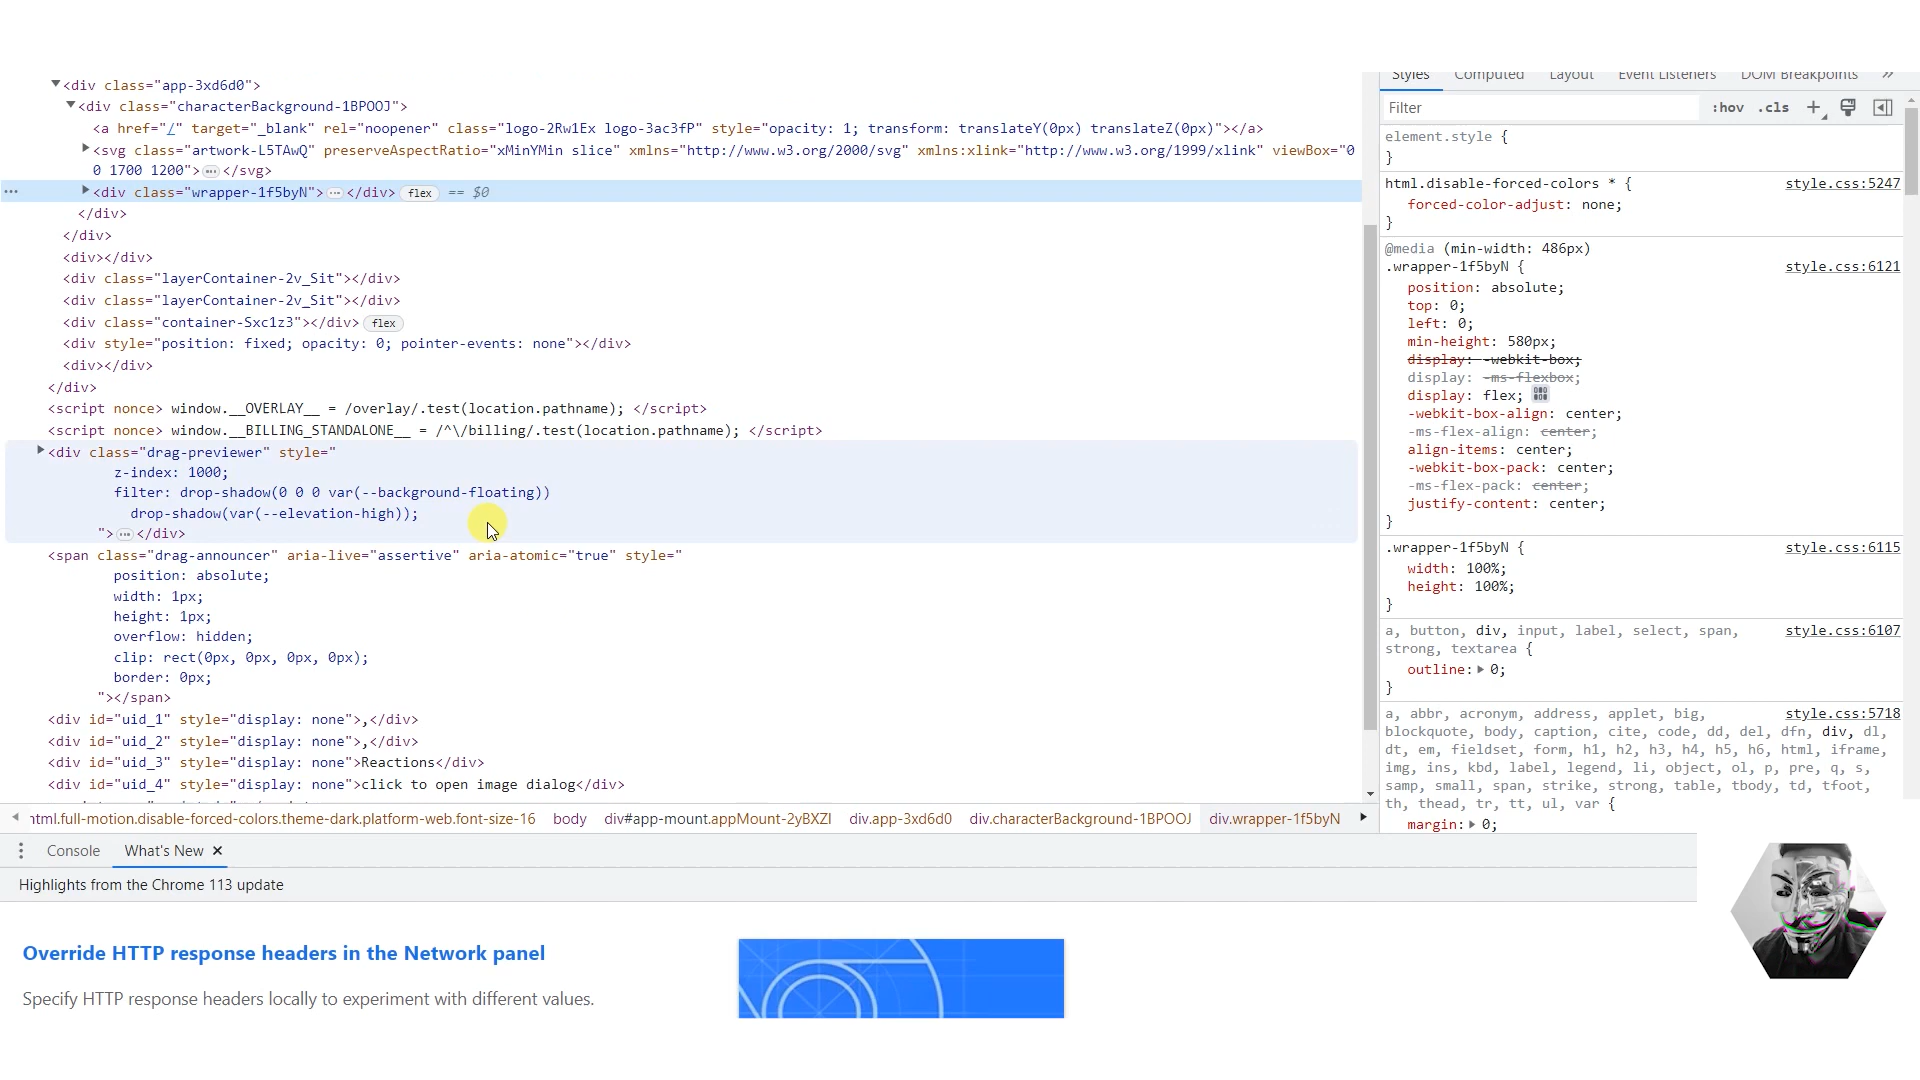 <div class="app-3xd6d0">
<div class="characterBackground-1BPOOJ">
<a href="/" target="_blank" rel="noopener" class="logo-2Rw1Ex logo-3ac3fP" style="opacity: 1; transform: translateY(0px) translateZ(0px)"></a>
<svg class="artwork-L5TAwQ" preserveAspectRatio="xMinYMin slice" xmlns="http://www.w3.org/2000/svg" xmlns:xlink="http://www.w3.org/1999/xlink" viewBox="0
0 1700 1200"> … </svg>
… <div class="wrapper-1f5byN"> … </div> flex == $0
</div>
</div>
<div></div>
<div class="layerContainer-2v_Sit"></div>
<div class="layerContainer-2v_Sit"></div>
<div class="container-Sxc1z3"></div> flex
<div style="position: fixed; opacity: 0; pointer-events: none"></div>
<div></div>
</div>
<script nonce> window.__OVERLAY__ = /overlay/.test(location.pathname); </script>
<script nonce> window.__BILLING_STANDALONE__ = /^\/billing/.test(location.pathname); </script>
<div class="drag-previewer" style="
z-index: 1000;
filter: drop-shadow(0 0 0 var(--background-floating))
drop-shadow(var(--elevation-high));
"> … </div>
<span class="drag-announcer" aria-live="assertive" aria-atomic="true" style="
position: absolute;
width: 1px;
height: 1px;
overflow: hidden;
clip: rect(0px, 0px, 0px, 0px);
border: 0px;
"></span>
<div id="uid_1" style="display: none">,</div>
<div id="uid_2" style="display: none">,</div>
<div id="uid_3" style="display: none">Reactions</div>
<div id="uid_4" style="display: none">click to open image dialog</div>
html.full-motion.disable-forced-colors.theme-dark.platform-web.font-size-16 body div#app-mount.appMount-2yBXZI div.app-3xd6d0 div.characterBackground-1BPOOJ div.wrapper-1f5byN
Styles Computed Layout Event Listeners DOM Breakpoints »
Filter :hov .cls +
element.style {
}
html.disable-forced-colors * { style.css:5247
forced-color-adjust: none;
}
@media (min-width: 486px)
.wrapper-1f5byN { style.css:6121
position: absolute;
top: 0;
left: 0;
min-height: 580px;
display: -webkit-box;
display: -ms-flexbox;
display: flex;
-webkit-box-align: center;
-ms-flex-align: center;
align-items: center;
-webkit-box-pack: center;
-ms-flex-pack: center;
justify-content: center;
}
.wrapper-1f5byN { style.css:6115
width: 100%;
height: 100%;
}
a, button, div, input, label, select, span, style.css:6107
strong, textarea {
outline: 0;
}
a, abbr, acronym, address, applet, big, style.css:5718
blockquote, body, caption, cite, code, dd, del, dfn, div, dl,
dt, em, fieldset, form, h1, h2, h3, h4, h5, h6, html, iframe,
img, ins, kbd, label, legend, li, object, ol, p, pre, q, s,
samp, small, span, strike, strong, table, tbody, td, tfoot,
th, thead, tr, tt, ul, var {
margin: 0;
Console What's New ×
Highlights from the Chrome 113 update
Override HTTP response headers in the Network panel
Specify HTTP response headers locally to experiment with different values.